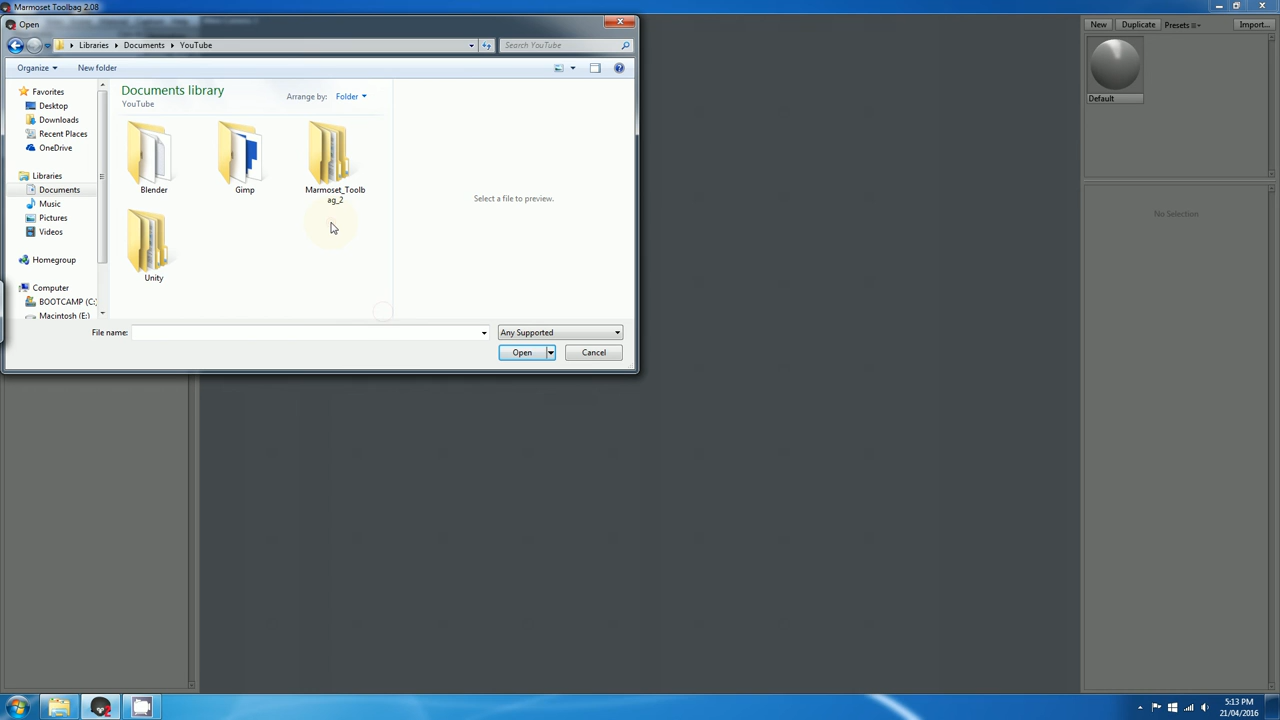 Marmoset Toolbag 2.08
Open
Libraries Documents YouTube
Search YouTube
Organize
New folder
Favorites
Desktop
Downloads
Recent Places
OneDrive
Libraries
Documents
Music
Pictures
Videos
Homegroup
Computer
BOOTCAMP (C:)
Macintosh (E:)
Documents library
YouTube
Arrange by: Folder
Blender
Gimp
Marmoset_Toolb
ag_2
Unity
Select a file to preview.
File name:
Any Supported
Open
Cancel
New
Duplicate
Presets
Import...
Default
No Selection
5:13 PM
21/04/2016